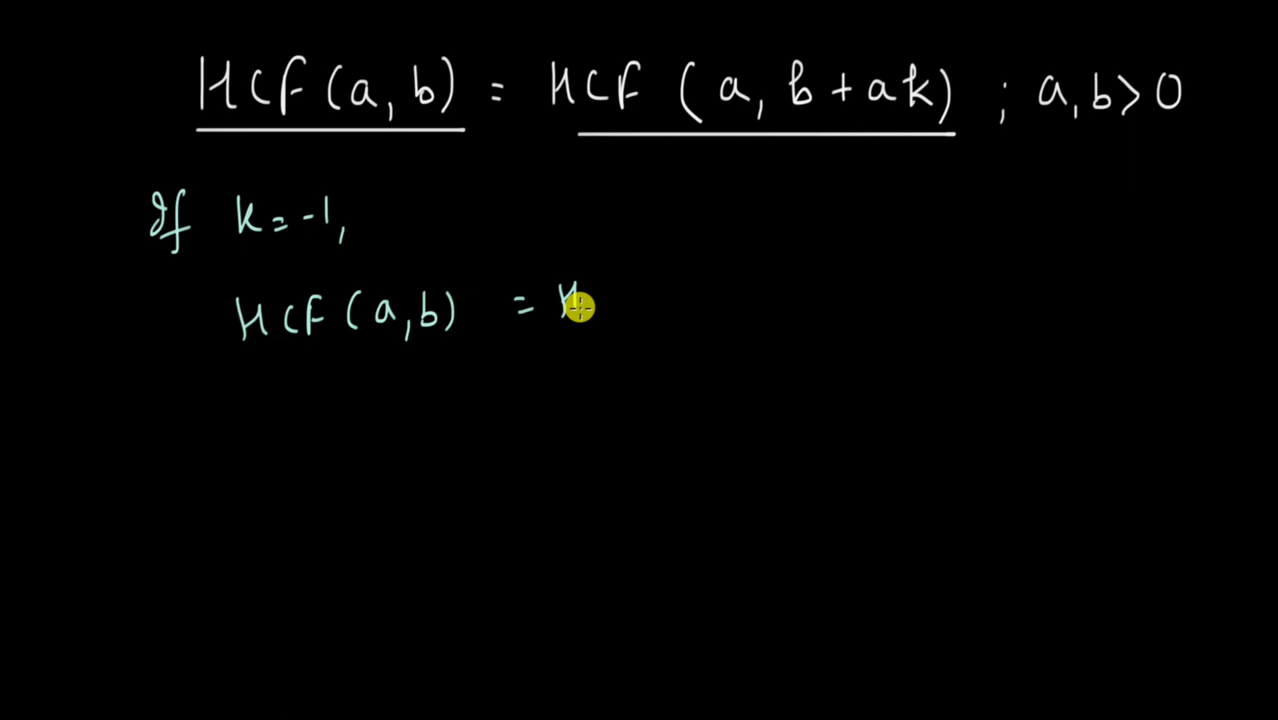 HCF (a, b) = HCF (a, b + ak) ; a, b > 0
If k = -1,
HCF (a, b) = H